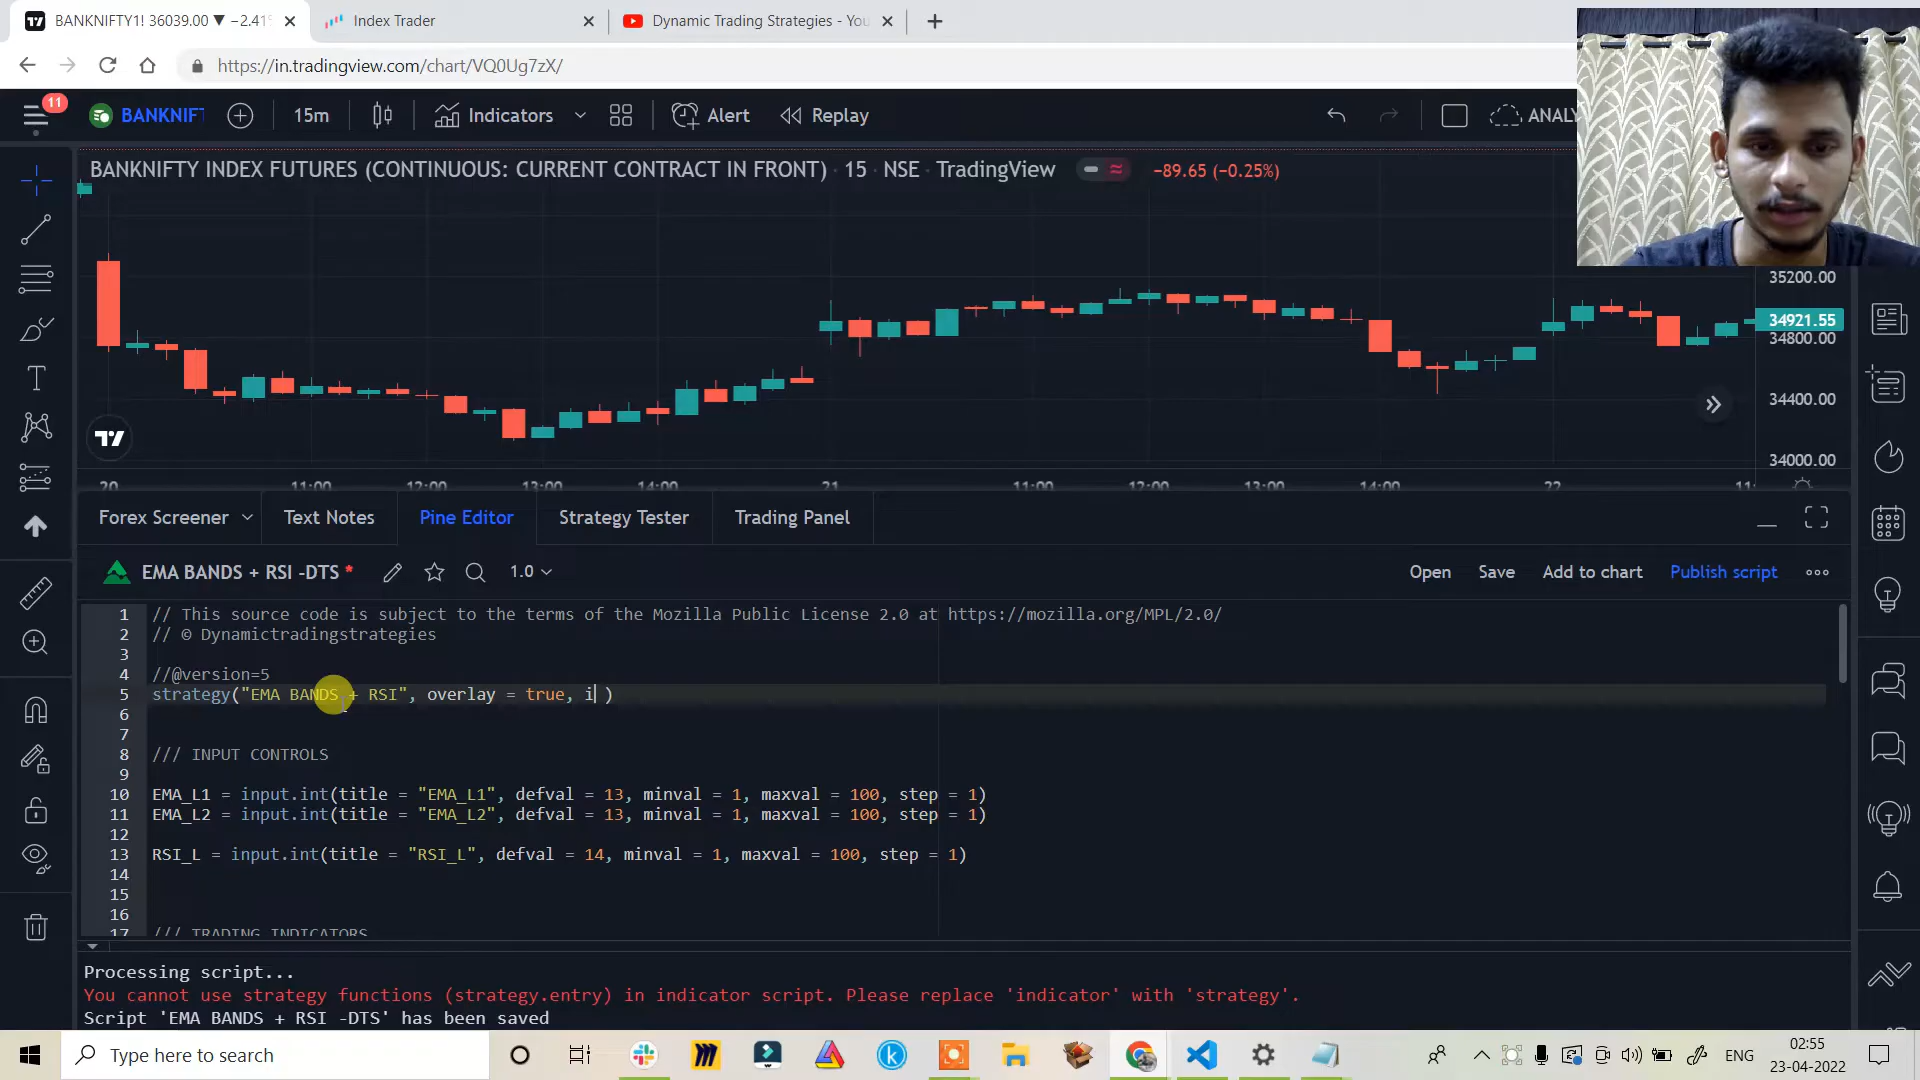 BANKNIFTY1! 36039.00 ▼ −2.41%
Index Trader
Dynamic Trading Strategies - You
https://in.tradingview.com/chart/VQ0Ug7zX/
11
BANKNIFT
15m
Indicators
Alert
Replay
ANALY
BANKNIFTY INDEX FUTURES (CONTINUOUS: CURRENT CONTRACT IN FRONT) · 15 · NSE · TradingView
−89.65 (−0.25%)
35200.00
34921.55
34800.00
34400.00
34000.00
20 11:00 12:00 13:00 14:00 21 11:00 12:00 13:00 14:00 22 11:
Forex Screener
Text Notes
Pine Editor
Strategy Tester
Trading Panel
EMA BANDS + RSI -DTS *
1.0
Open
Save
Add to chart
Publish script
1 // This source code is subject to the terms of the Mozilla Public License 2.0 at https://mozilla.org/MPL/2.0/
2 // © Dynamictradingstrategies
3
4 //@version=5
5 strategy("EMA BANDS + RSI", overlay = true, i )
6
7
8 /// INPUT CONTROLS
9
10 EMA_L1 = input.int(title = "EMA_L1", defval = 13, minval = 1, maxval = 100, step = 1)
11 EMA_L2 = input.int(title = "EMA_L2", defval = 13, minval = 1, maxval = 100, step = 1)
12
13 RSI_L = input.int(title = "RSI_L", defval = 14, minval = 1, maxval = 100, step = 1)
14
15
16
17 /// TRADING INDICATORS
Processing script...
You cannot use strategy functions (strategy.entry) in indicator script. Please replace 'indicator' with 'strategy'.
Script 'EMA BANDS + RSI -DTS' has been saved
Type here to search
ENG
02:55
23-04-2022